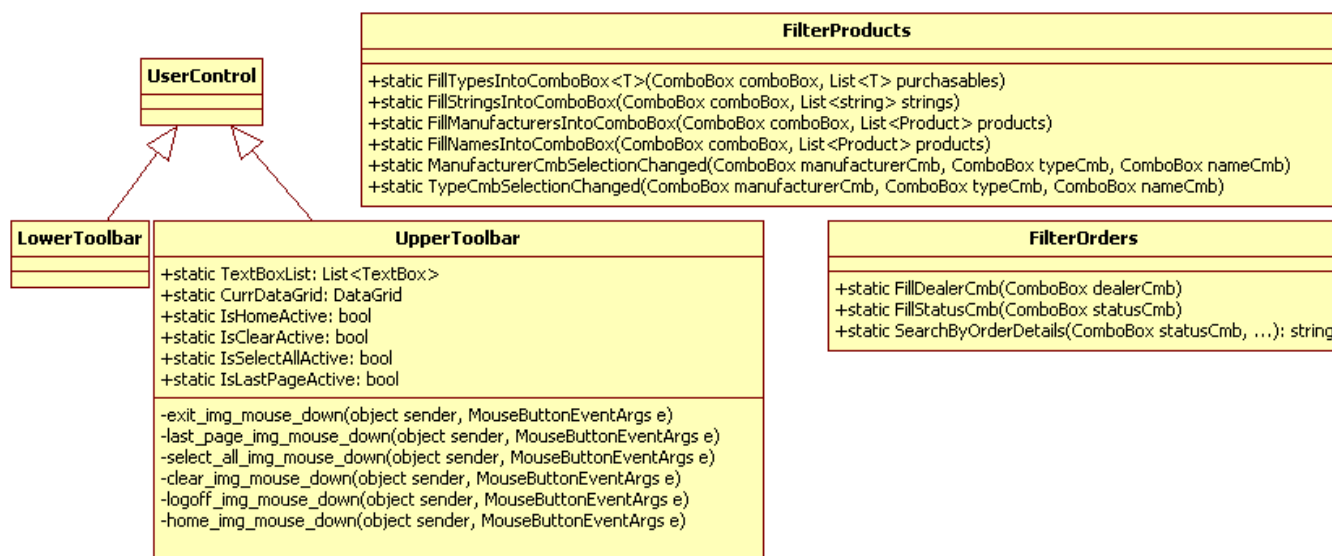 FilterProducts
+static FillTypesIntoComboBox<T>(ComboBox comboBox, List<T> purchasables)
+static FillStringsIntoComboBox(ComboBox comboBox, List<string> strings)
+static FillManufacturersIntoComboBox(ComboBox comboBox, List<Product> products)
+static FillNamesIntoComboBox(ComboBox comboBox, List<Product> products)
+static ManufacturerCmbSelectionChanged(ComboBox manufacturerCmb, ComboBox typeCmb, ComboBox nameCmb)
+static TypeCmbSelectionChanged(ComboBox manufacturerCmb, ComboBox typeCmb, ComboBox nameCmb)
UserControl
LowerToolbar
UpperToolbar
+static TextBoxList: List<TextBox>
+static CurrDataGrid: DataGrid
+static IsHomeActive: bool
+static IsClearActive: bool
+static IsSelectAllActive: bool
+static IsLastPageActive: bool
-exit_img_mouse_down(object sender, MouseButtonEventArgs e)
-last_page_img_mouse_down(object sender, MouseButtonEventArgs e)
-select_all_img_mouse_down(object sender, MouseButtonEventArgs e)
-clear_img_mouse_down(object sender, MouseButtonEventArgs e)
-logoff_img_mouse_down(object sender, MouseButtonEventArgs e)
-home_img_mouse_down(object sender, MouseButtonEventArgs e)
FilterOrders
+static FillDealerCmb(ComboBox dealerCmb)
+static FillStatusCmb(ComboBox statusCmb)
+static SearchByOrderDetails(ComboBox statusCmb, ...): string